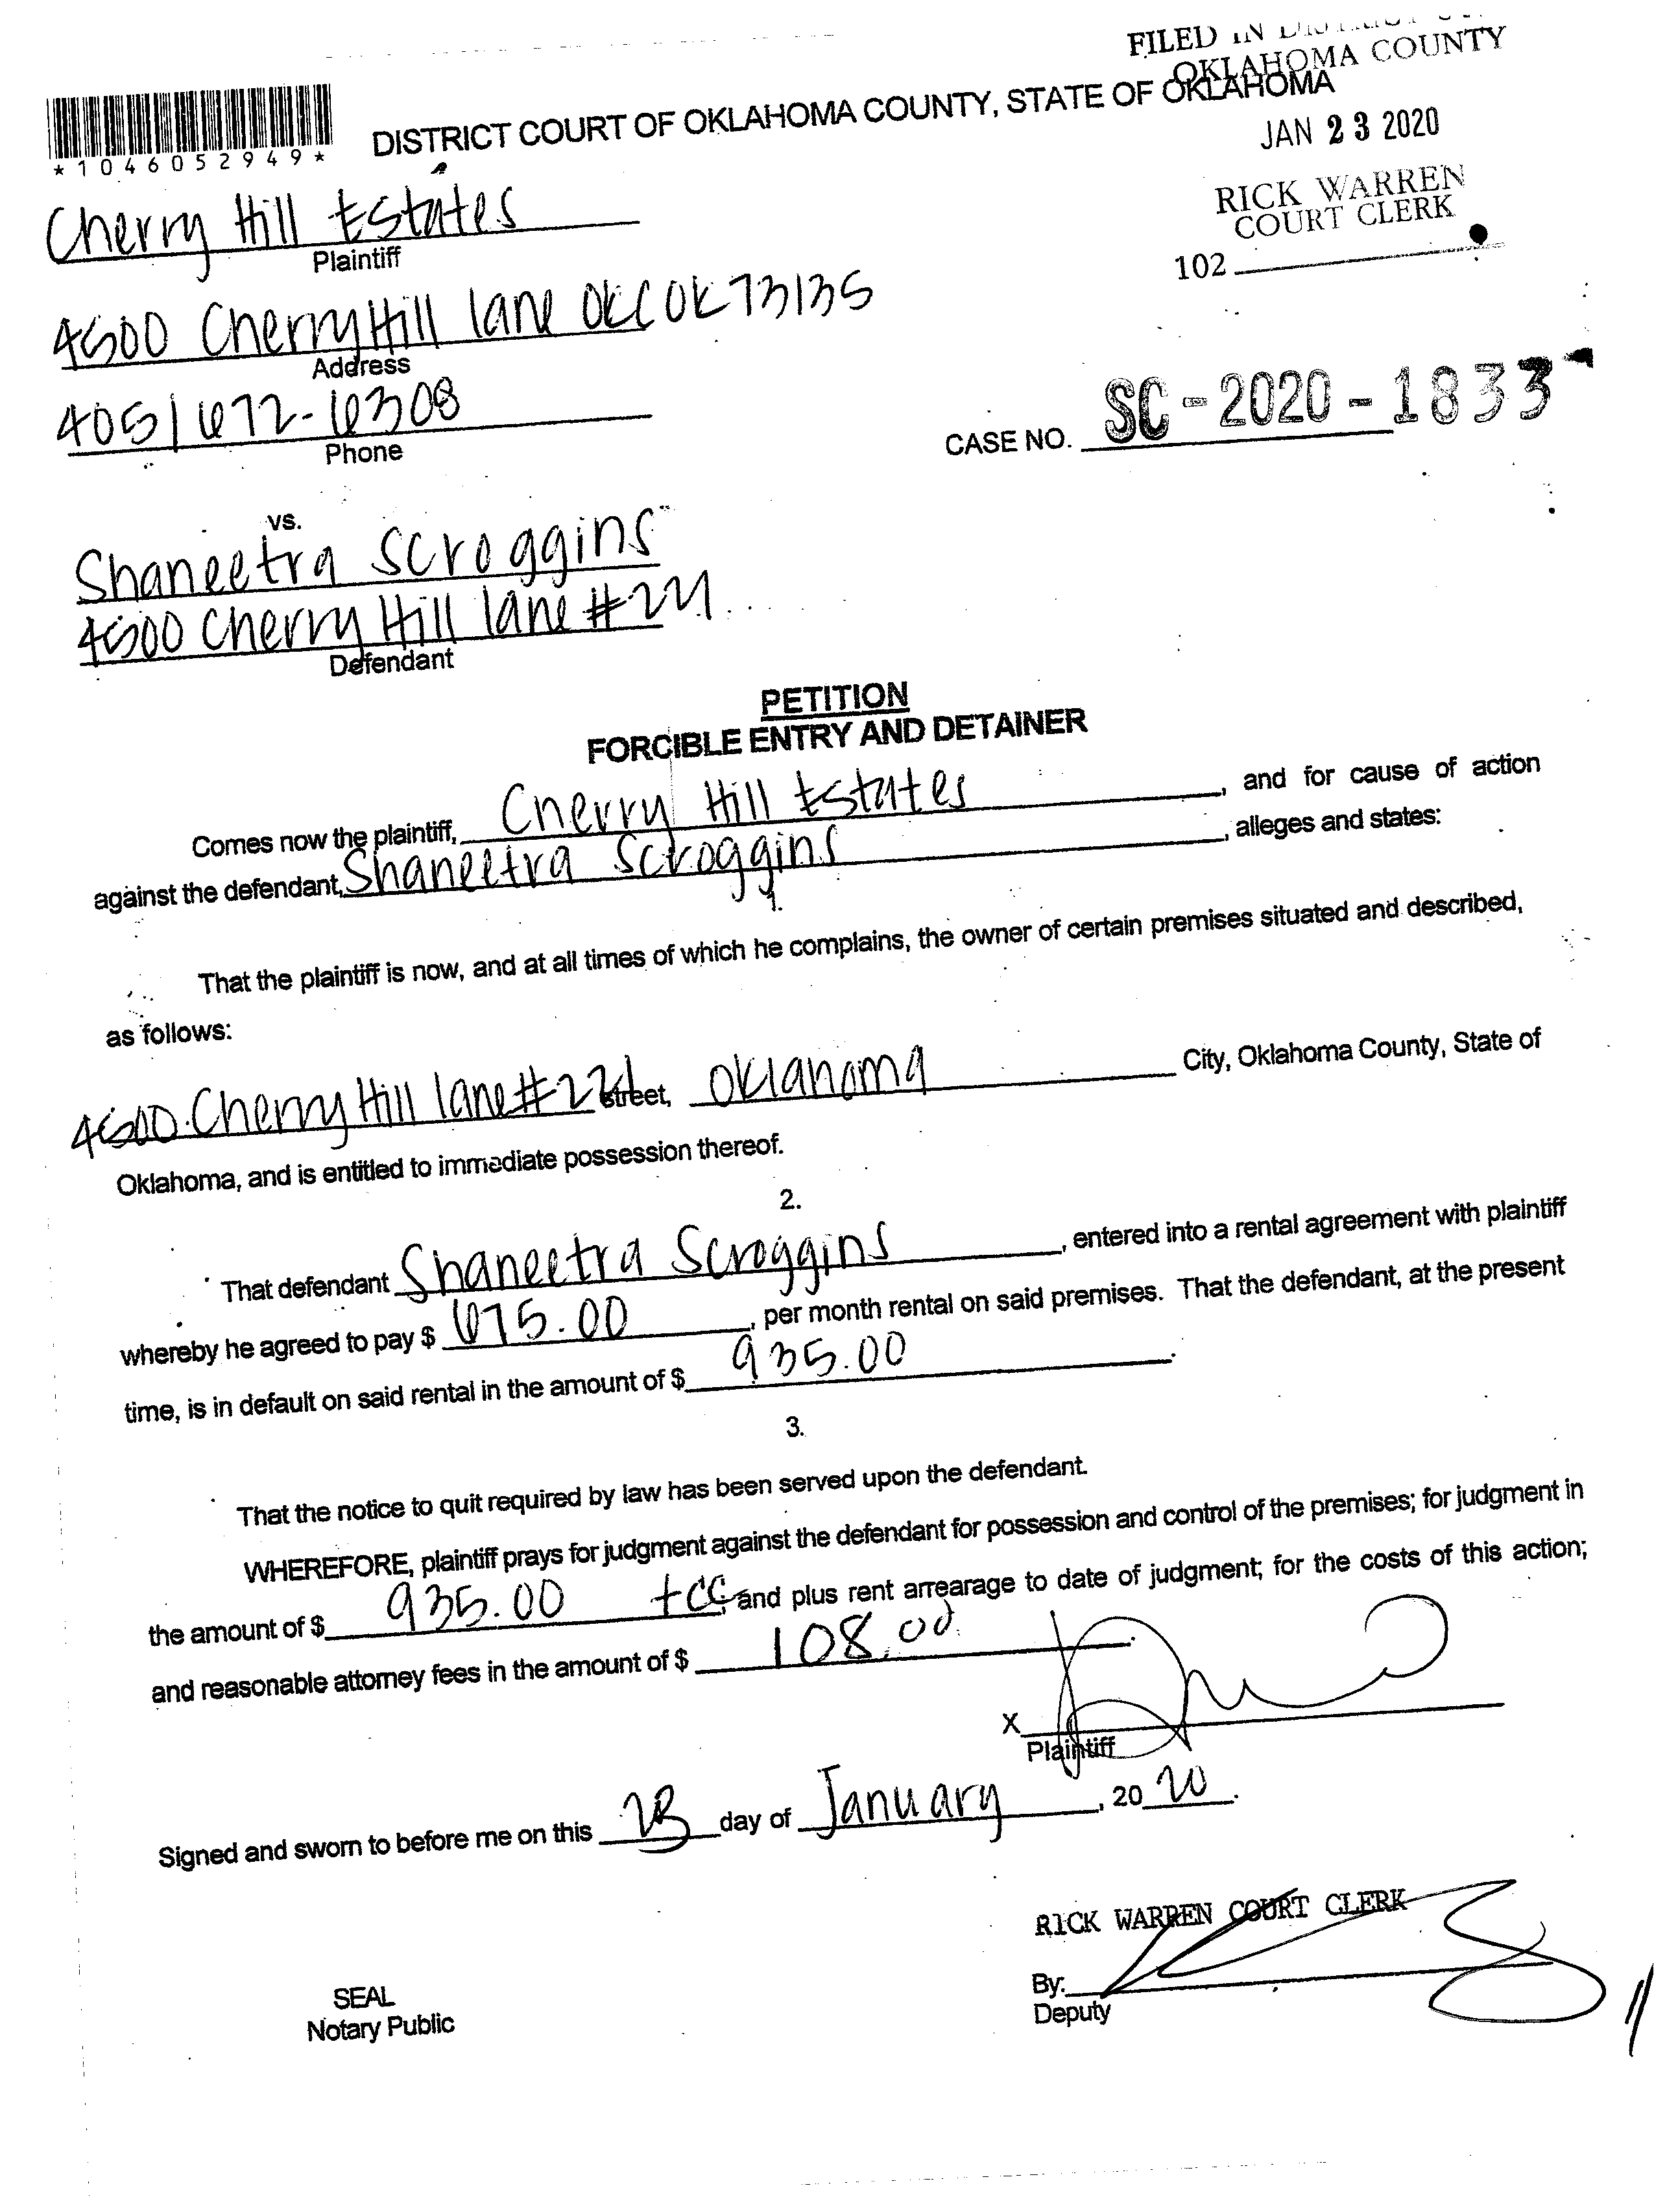 FILED IN DISTRICT
OKLAHOMA COUNTY
DISTRICT COURT OF OKLAHOMA COUNTY, STATE OF OKLAHOMA
JAN 23 2020
*1046052949*
RICK WARREN
COURT CLERK
102
Cherry Hill Estates
Plaintiff
4500 Cherry Hill lane OKC OK 73135
Address
405/672-6308
Phone
CASE NO. SC-2020-1833
vs.
Shaneetra Scroggins
4500 Cherry Hill lane #
Defendant
PETITION
FORCIBLE ENTRY AND DETAINER
Comes now the plaintiff, Cherry Hill Estates, and for cause of action
against the defendant, Shaneetra Scroggins, alleges and states:
1.
That the plaintiff is now, and at all times of which he complains, the owner of certain premises situated and described,
as follows:
4500 Cherry Hill lane # street, Oklahoma City, Oklahoma County, State of
Oklahoma, and is entitled to immediate possession thereof.
2.
That defendant Shaneetra Scroggins, entered into a rental agreement with plaintiff
whereby he agreed to pay $ 675.00, per month rental on said premises. That the defendant, at the present
time, is in default on said rental in the amount of $ 935.00.
3.
That the notice to quit required by law has been served upon the defendant.
WHEREFORE, plaintiff prays for judgment against the defendant for possession and control of the premises; for judgment in
the amount of $ 935.00 +CC, and plus rent arrearage to date of judgment; for the costs of this action;
and reasonable attorney fees in the amount of $ 108.00.
X
Plaintiff
Signed and sworn to before me on this 23 day of January, 20 20.
RICK WARREN COURT CLERK
By:
Deputy
SEAL
Notary Public